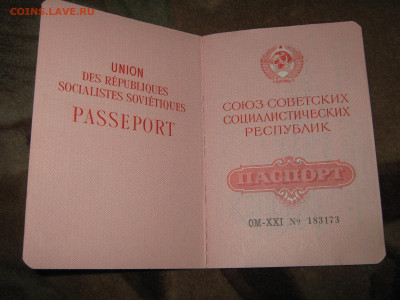 COINS.LAVE.RU
UNION
DES RÉPUBLIQUES
SOCIALISTES SOVIÉTIQUES
PASSEPORT
СОЮЗ СОВЕТСКИХ
СОЦИАЛИСТИЧЕСКИХ
РЕСПУБЛИК
ПАСПОРТ
ОМ-XXI № 183173